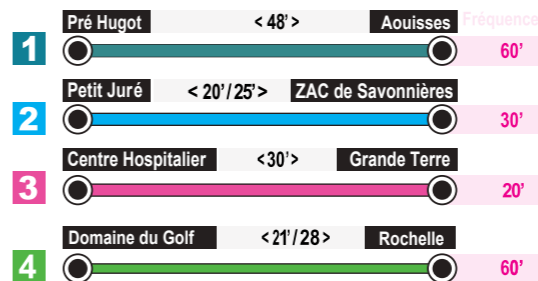 Pré Hugot < 48’ > Aouisses Fréquence
1 60’
Petit Juré < 20’/ 25’ > ZAC de Savonnières
2 30’
Centre Hospitalier <30’> Grande Terre
3 20’
Domaine du Golf < 21’/ 28 > Rochelle
4 60’